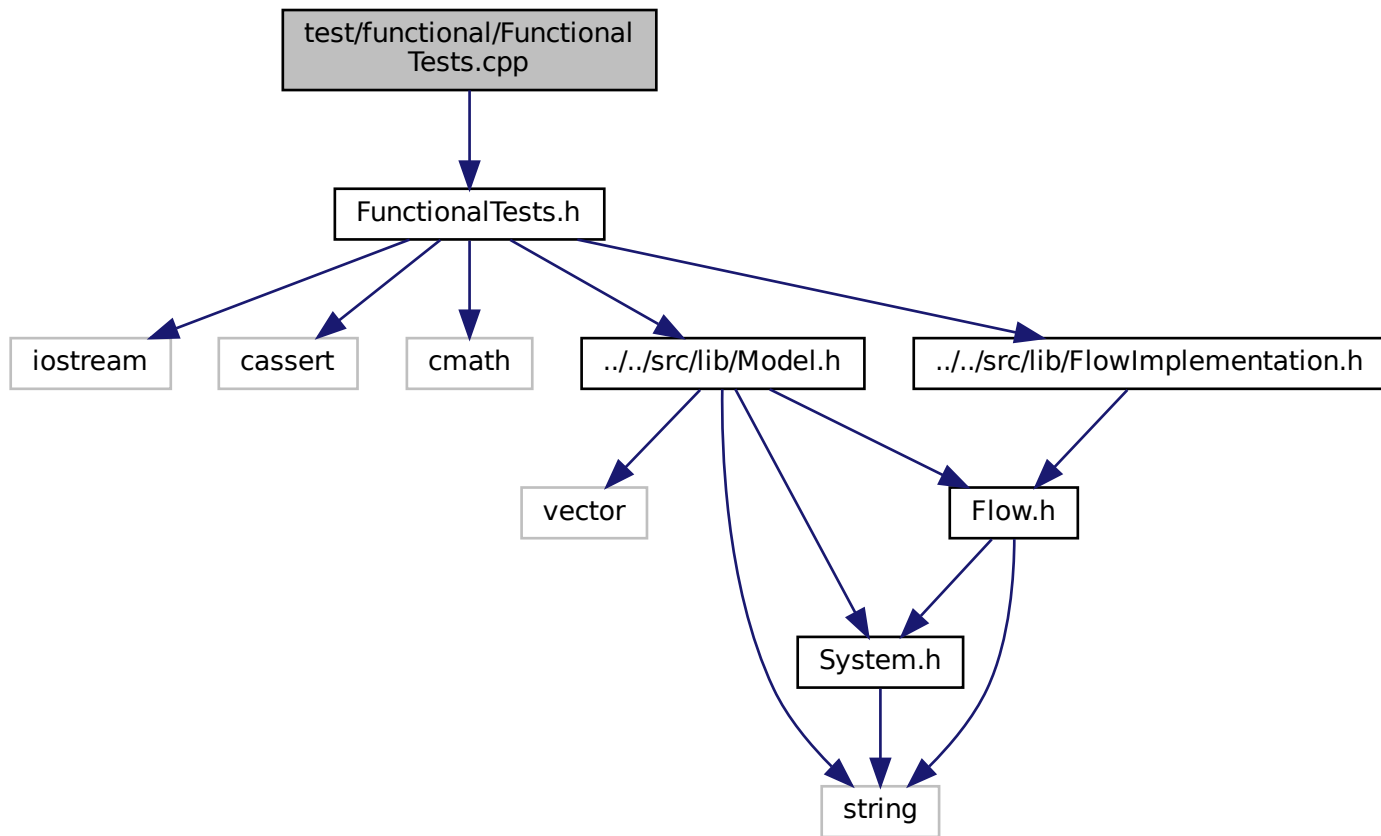 test/functional/Functional
Tests.cpp
FunctionalTests.h
iostream
cassert
cmath
../../src/lib/Model.h
../../src/lib/FlowImplementation.h
vector
Flow.h
System.h
string